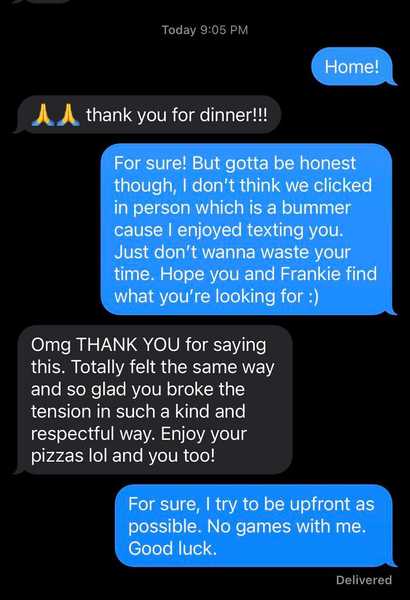 Today 9:05 PM
Home!
🙏🙏 thank you for dinner!!!
For sure! But gotta be honest
though, I don't think we clicked
in person which is a bummer
cause I enjoyed texting you.
Just don't wanna waste your
time. Hope you and Frankie find
what you're looking for :)
Omg THANK YOU for saying
this. Totally felt the same way
and so glad you broke the
tension in such a kind and
respectful way. Enjoy your
pizzas lol and you too!
For sure, I try to be upfront as
possible. No games with me.
Good luck.
Delivered